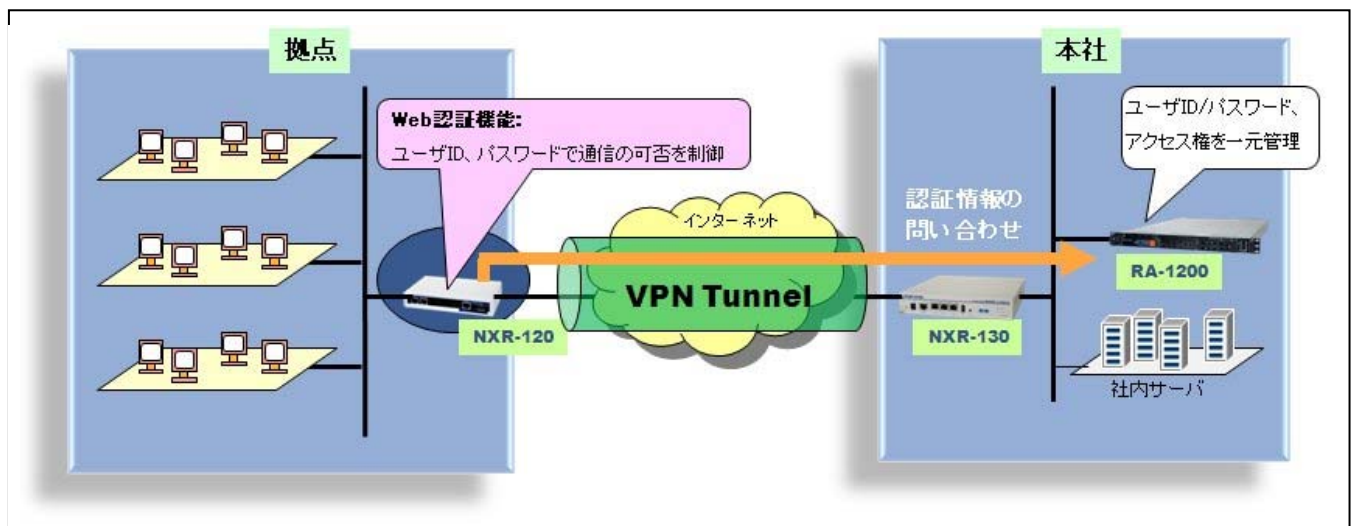 拠点
Web認証機能:
ユーザID、パスワードで通信の可否を制御
NXR-120
インターネット
VPN Tunnel
本社
ユーザID/パスワード、
アクセス権を一元管理
認証情報の
問い合わせ
RA-1200
NXR-130
社内サーバ